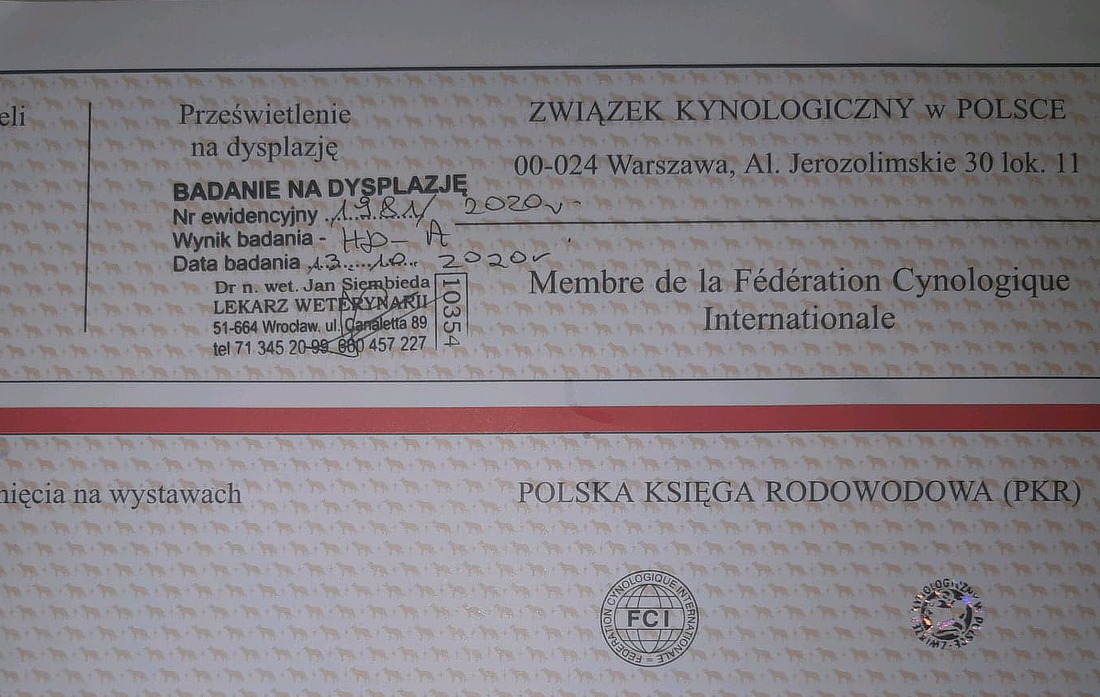 eli
Prześwietlenie
na dysplazję
BADANIE NA DYSPLAZJĘ
Nr ewidencyjny 1981/ 2020r.
Wynik badania - HD- A
Data badania 13. 10. 2020r
Dr n. wet. Jan Siembieda
LEKARZ WETERYNARII
51-664 Wrocław, ul. Canaletta 89
tel 71 345 20-99, 600 457 227
10354
ZWIĄZEK KYNOLOGICZNY w POLSCE
00-024 Warszawa, Al. Jerozolimskie 30 lok. 11
Membre de la Fédération Cynologique
Internationale
nięcia na wystawach
POLSKA KSIĘGA RODOWODOWA (PKR)
FÉDÉRATION CYNOLOGIQUE INTERNATIONALE
FCI